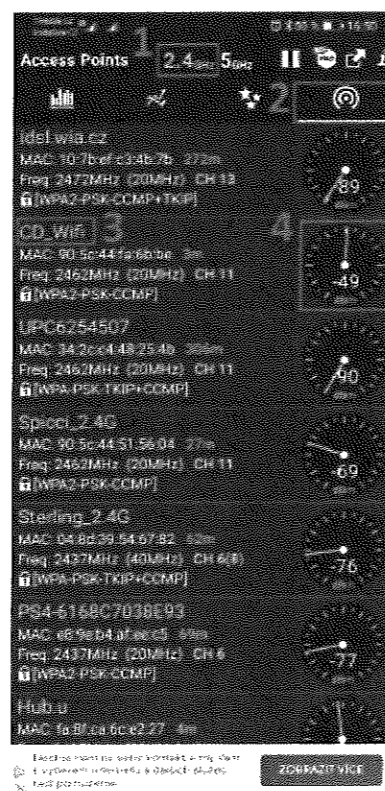 1
Access Points 2.4GHz 5GHz
2
idsl.wia.cz
MAC: 10:7b:ef:c3:4b:7b 272m
Freq: 2472MHz (20MHz) CH 13
[WPA2-PSK-CCMP+TKIP]
-89
CD_Wifi 3
4
MAC: 90:5c:44:fa:6b:be 3m
Freq: 2462MHz (20MHz) CH 11
[WPA2-PSK-CCMP]
-49
UPC6254507
MAC: 34:2c:c4:48:25:4b
Freq: 2462MHz (20MHz) CH 11
[WPA-PSK-TKIP+CCMP]
-90
Spicci_2.4G
MAC: 90:5c:44:51:56:04 27m
Freq: 2462MHz (20MHz) CH 11
[WPA2-PSK-CCMP]
-69
Sterling_2.4G
MAC: 04:8d:39:54:67:82 62m
Freq: 2437MHz (40MHz) CH 6(8)
[WPA-PSK-TKIP+CCMP]
-76
PS4-6168C7038E93
MAC: e8:9e:b4:af:ee:c5 69m
Freq: 2437MHz (20MHz) CH 6
[WPA2-PSK-CCMP]
-77
Hub.u
MAC: fa:8f:ca:6c:e2:27 4m
ZOBRAZIT VÍCE